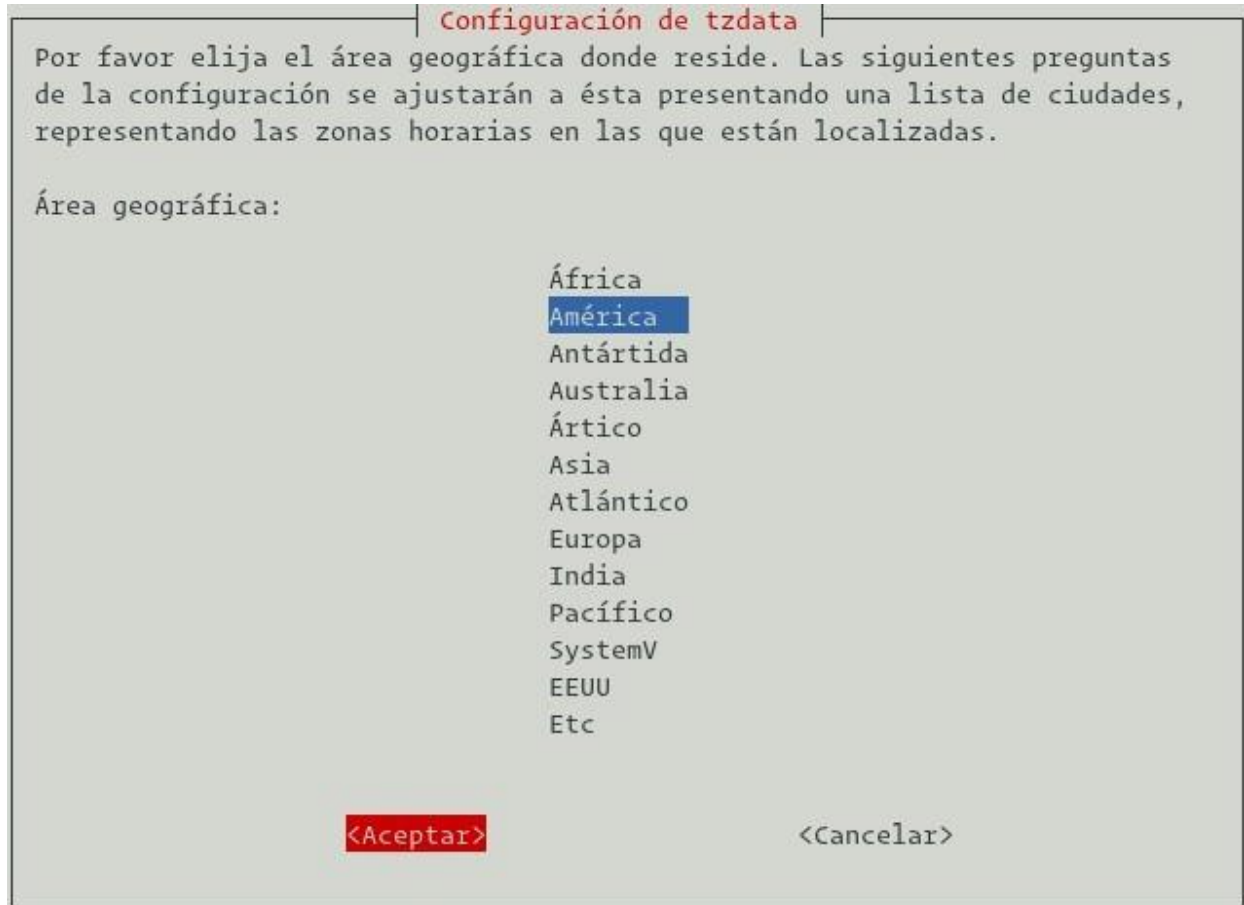 Configuración de tzdata
Por favor elija el área geográfica donde reside. Las siguientes preguntas
de la configuración se ajustarán a ésta presentando una lista de ciudades,
representando las zonas horarias en las que están localizadas.
Área geográfica:
África
América
Antártida
Australia
Ártico
Asia
Atlántico
Europa
India
Pacífico
SystemV
EEUU
Etc
<Aceptar> <Cancelar>